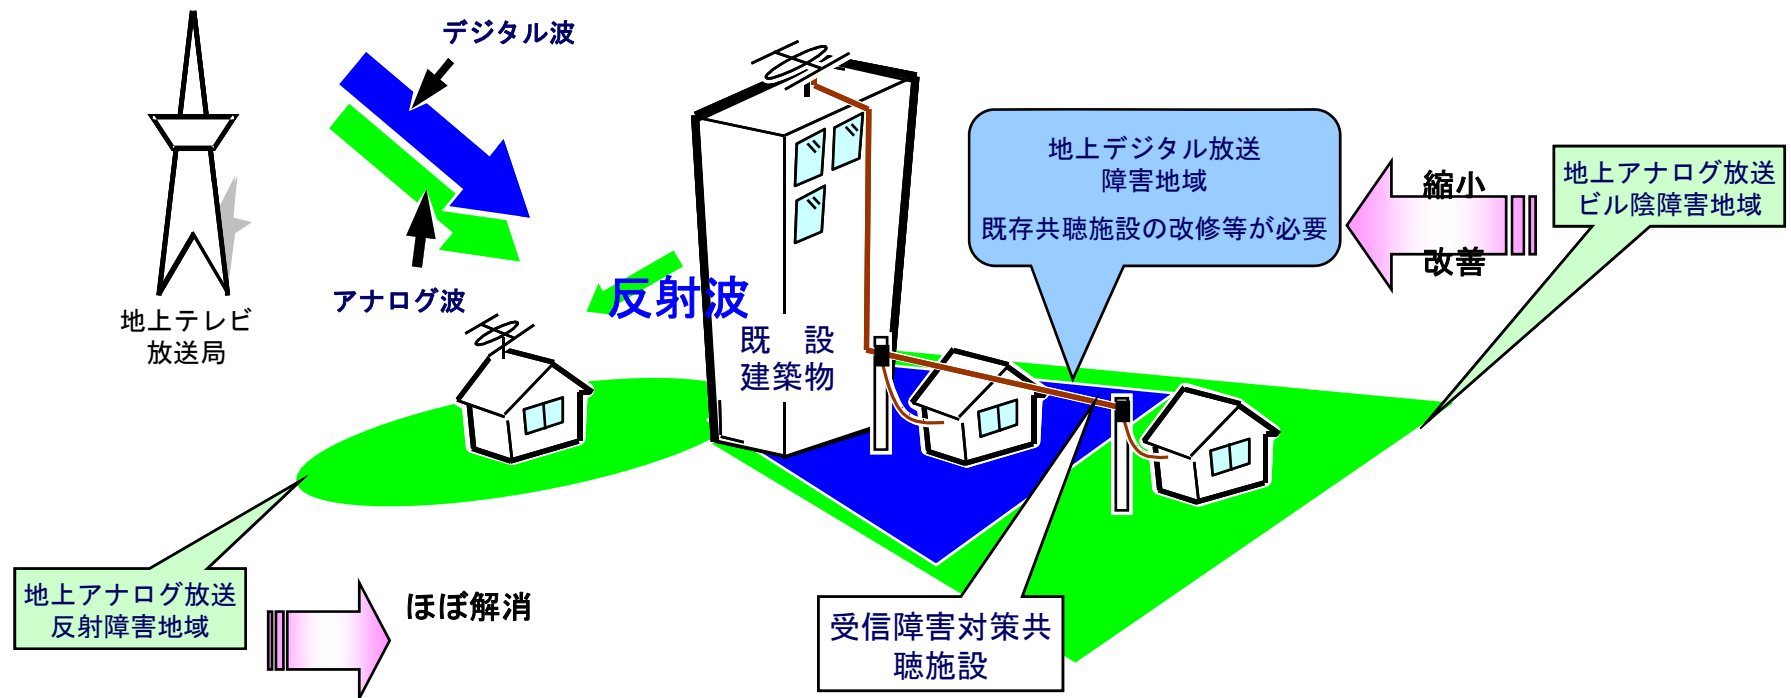 デジタル波
アナログ波
地上テレビ
放送局
反射波
既　設
建築物
地上デジタル放送
障害地域
既存共聴施設の改修等が必要
縮小
改善
地上アナログ放送
ビル陰障害地域
地上アナログ放送
反射障害地域
ほぼ解消
受信障害対策共
聴施設